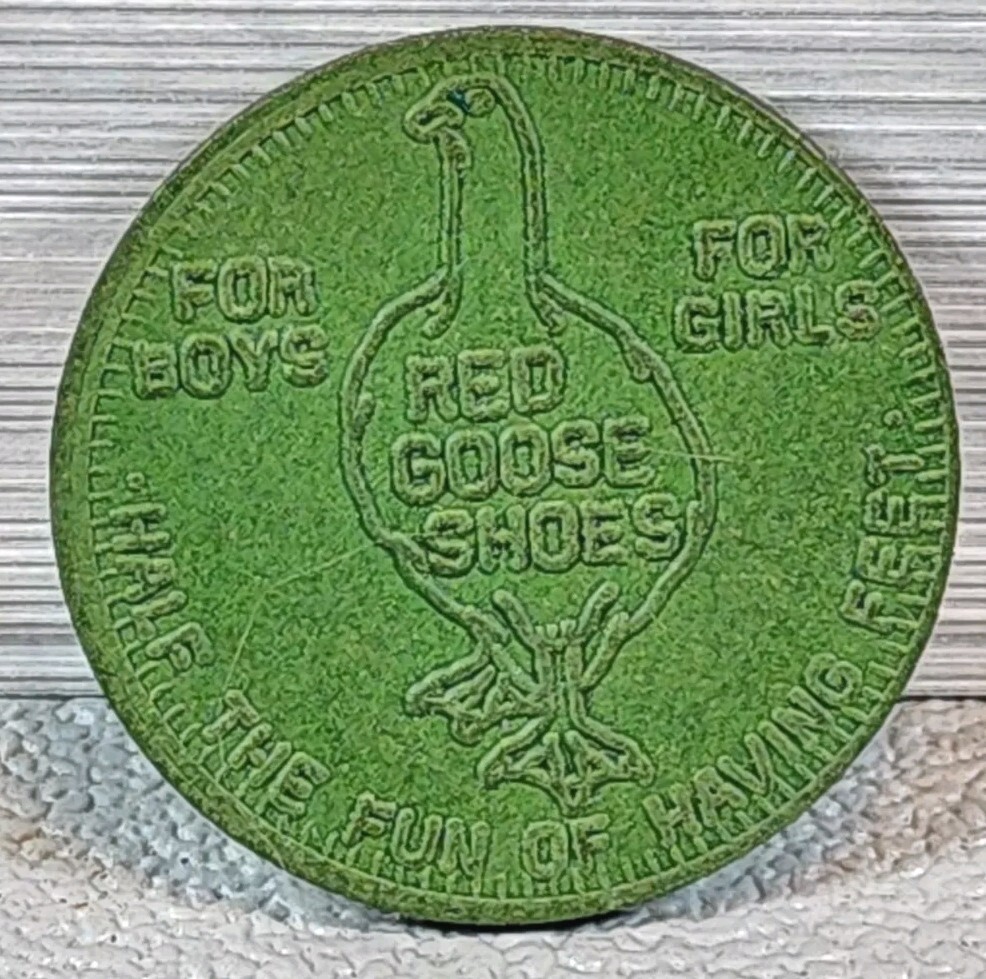 FOR
BOYS
FOR
GIRLS
RED
GOOSE
SHOES
"HALF THE FUN OF HAVING FEET"